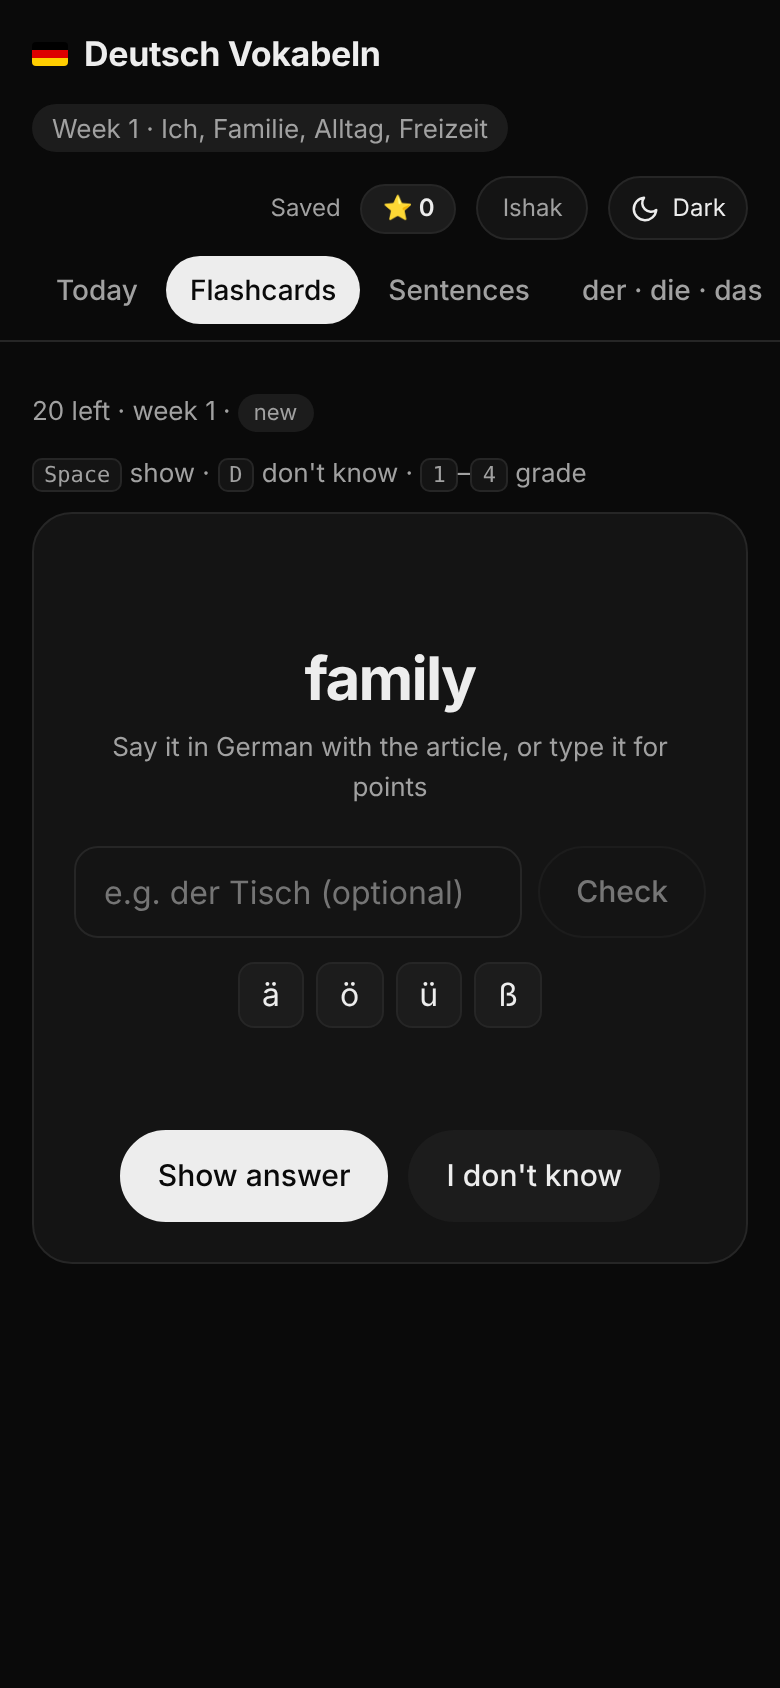 Deutsch Vokabeln
Week 1 · Ich, Familie, Alltag, Freizeit
Saved ⭐ 0 Ishak Dark
Today Flashcards Sentences der · die · das
20 left · week 1 · new
Space show · D don't know · 1–4 grade
family
Say it in German with the article, or type it for
points
e.g. der Tisch (optional) Check
ä ö ü ß
Show answer I don't know